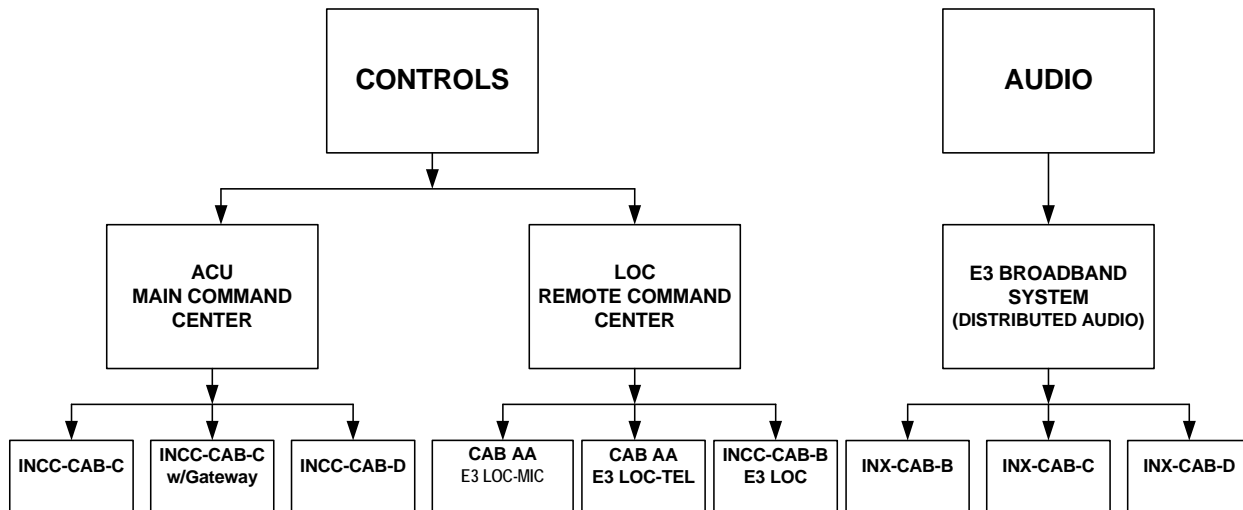 CONTROLS
AUDIO
ACU
MAIN COMMAND
CENTER
LOC
REMOTE COMMAND
CENTER
E3 BROADBAND
SYSTEM
(DISTRIBUTED AUDIO)
INCC-CAB-C
INCC-CAB-C
w/Gateway
INCC-CAB-D
CAB AA
E3 LOC-MIC
CAB AA
E3 LOC-TEL
INCC-CAB-B
E3 LOC
INX-CAB-B
INX-CAB-C
INX-CAB-D